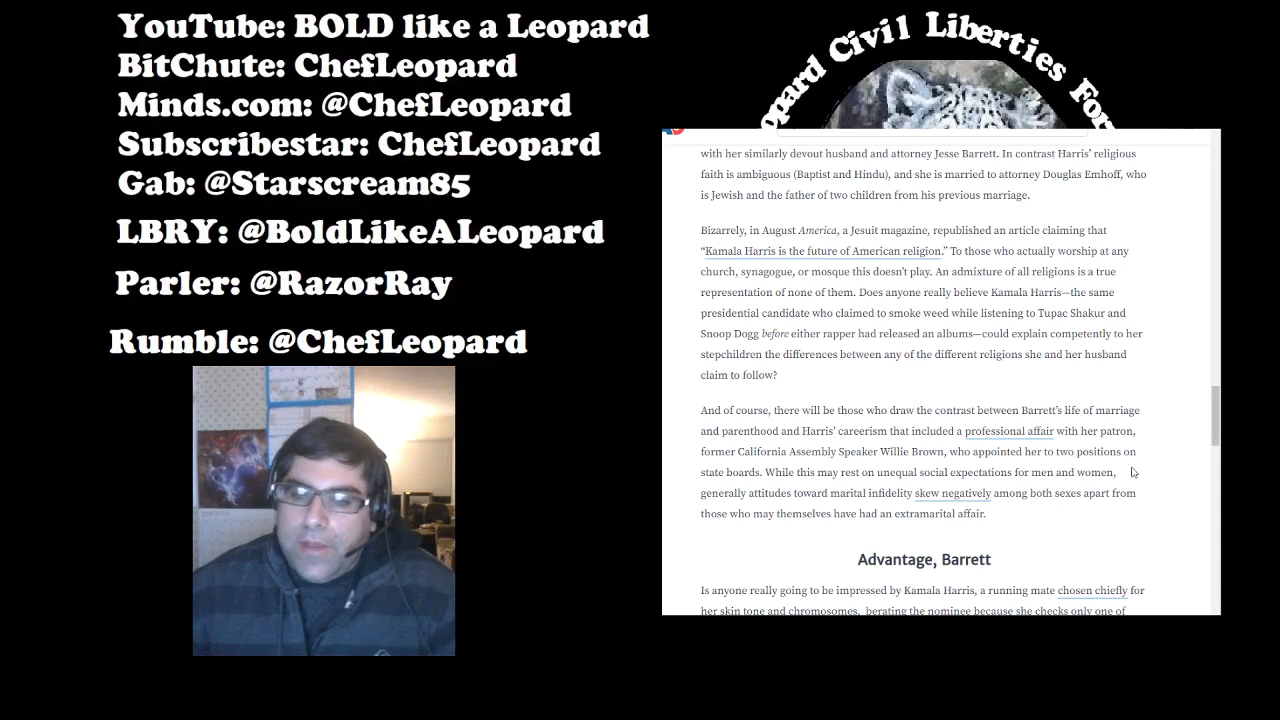 YouTube: BOLD like a Leopard
BitChute: ChefLeopard
Minds.com: @ChefLeopard
Subscribestar: ChefLeopard
Gab: @Starscream85
LBRY: @BoldLikeALeopard
Parler: @RazorRay
Rumble: @ChefLeopard
opard Civil Liberties For
with her similarly devout husband and attorney Jesse Barrett. In contrast Harris’ religious
faith is ambiguous (Baptist and Hindu), and she is married to attorney Douglas Emhoff, who
is Jewish and the father of two children from his previous marriage.
Bizarrely, in August America, a Jesuit magazine, republished an article claiming that
“Kamala Harris is the future of American religion.” To those who actually worship at any
church, synagogue, or mosque this doesn’t play. An admixture of all religions is a true
representation of none of them. Does anyone really believe Kamala Harris—the same
presidential candidate who claimed to smoke weed while listening to Tupac Shakur and
Snoop Dogg before either rapper had released an albums—could explain competently to her
stepchildren the differences between any of the different religions she and her husband
claim to follow?
And of course, there will be those who draw the contrast between Barrett’s life of marriage
and parenthood and Harris’ careerism that included a professional affair with her patron,
former California Assembly Speaker Willie Brown, who appointed her to two positions on
state boards. While this may rest on unequal social expectations for men and women,
generally attitudes toward marital infidelity skew negatively among both sexes apart from
those who may themselves have had an extramarital affair.
Advantage, Barrett
Is anyone really going to be impressed by Kamala Harris, a running mate chosen chiefly for
her skin tone and chromosomes, berating the nominee because she checks only one of